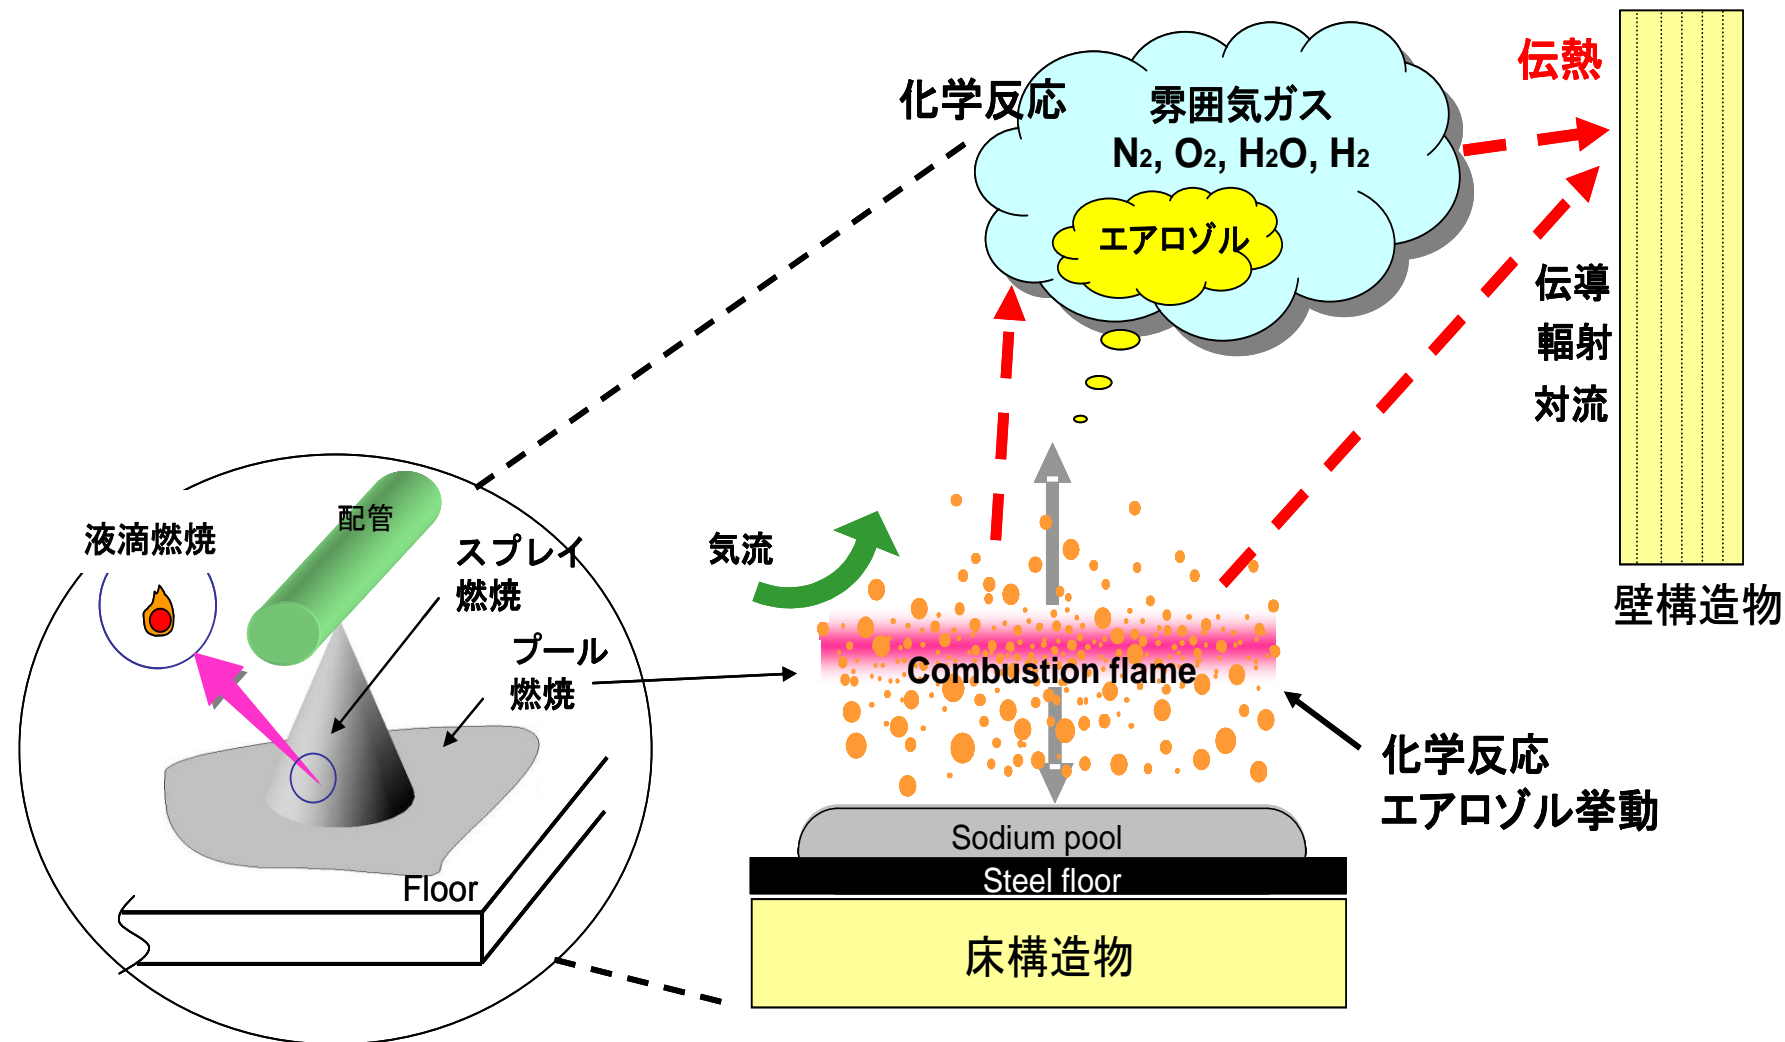 化学反応
雰囲気ガス
N2, O2, H2O, H2
エアロゾル
伝熱
伝導
輻射
対流
壁構造物
液滴燃焼
配管
スプレイ
燃焼
プール
燃焼
Floor
気流
Combustion flame
化学反応
エアロゾル挙動
Sodium pool
Steel floor
床構造物